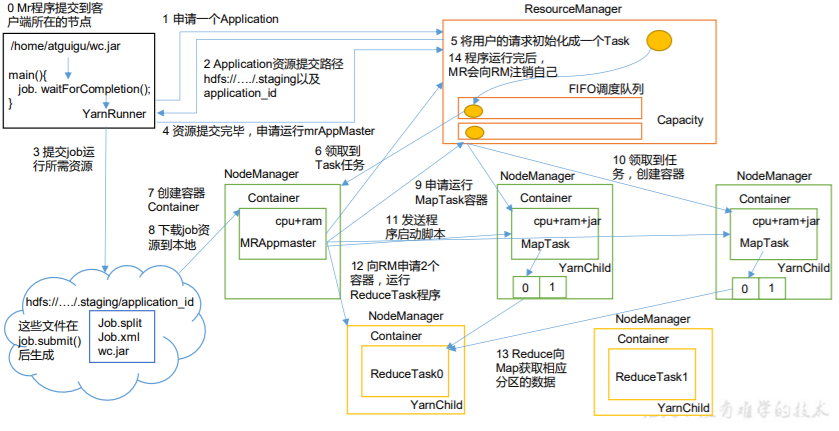 0 Mr程序提交到客
户端所在的节点
/home/atguigu/wc.jar
main(){
job. waitForCompletion();
}
YarnRunner
1 申请一个Application
2 Application资源提交路径
hdfs://…./.staging以及
application_id
4 资源提交完毕，申请运行mrAppMaster
ResourceManager
5 将用户的请求初始化成一个Task
14 程序运行完后，
MR会向RM注销自己
FIFO调度队列
Capacity
3 提交job运
行所需资源
6 领取到
Task任务
7 创建容器
Container
8 下载job资
源到本地
NodeManager
Container
cpu+ram
MRAppmaster
9 申请运行
MapTask容器
10 领取到任
务，创建容器
11 发送程
序启动脚本
NodeManager
Container
cpu+ram+jar
MapTask
YarnChild
0 1
NodeManager
Container
cpu+ram+jar
MapTask
YarnChild
0 1
12 向RM申请2个
容器，运行
ReduceTask程序
hdfs://…./.staging/application_id
这些文件在
job.submit()
后生成
Job.split
Job.xml
wc.jar
NodeManager
Container
ReduceTask0
YarnChild
13 Reduce向
Map获取相应
分区的数据
NodeManager
Container
ReduceTask1
YarnChild
有难学的技术